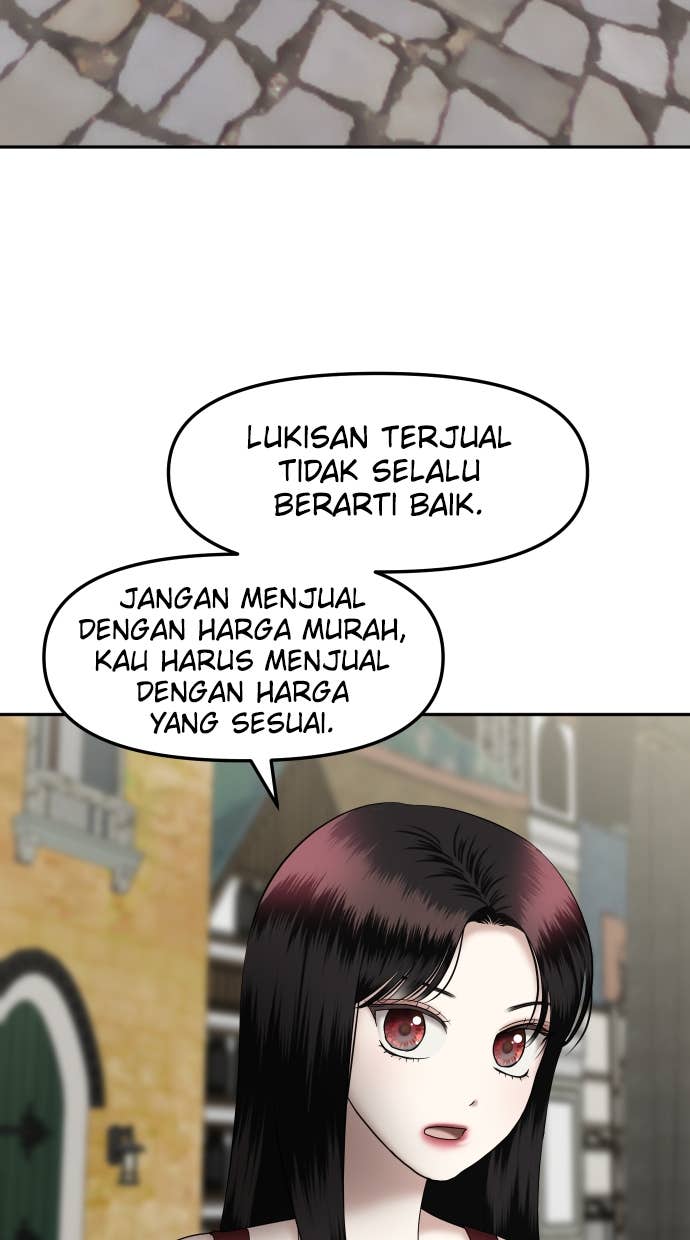 LUKISAN TERJUAL
TIDAK SELALU
BERARTI BAIK.
JANGAN MENJUAL
DENGAN HARGA MURAH,
KAU HARUS MENJUAL
DENGAN HARGA
YANG SESUAI.